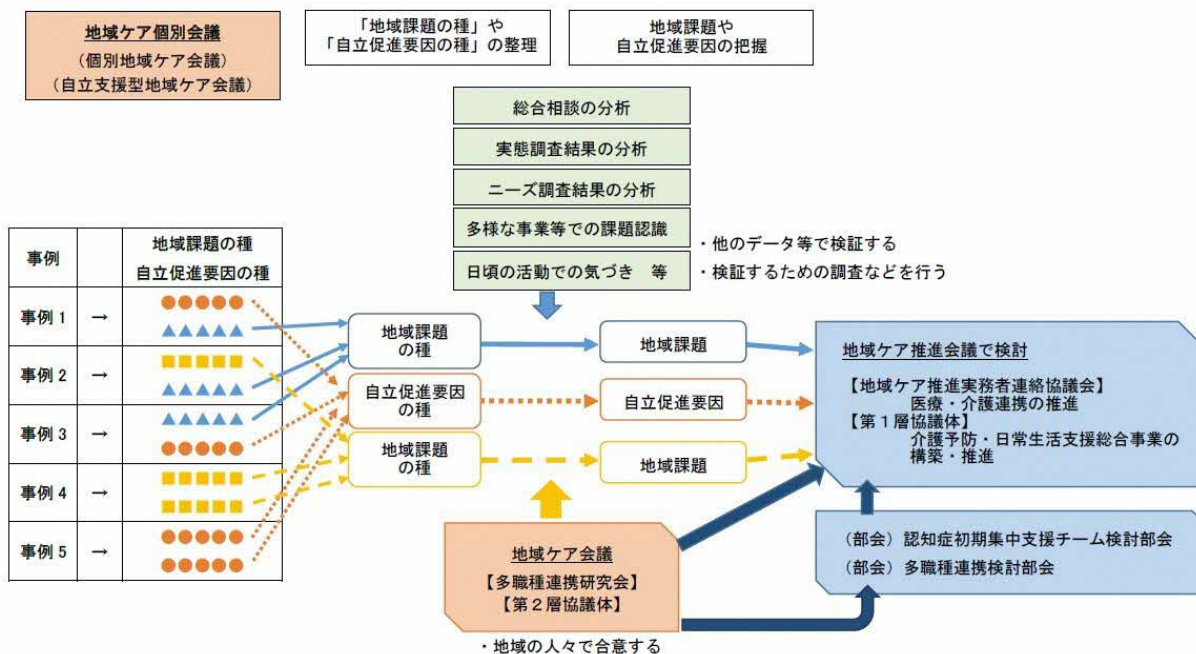 地域ケア個別会議
（個別地域ケア会議）
（自立支援型地域ケア会議）
「地域課題の種」や
「自立促進要因の種」の整理
地域課題や
自立促進要因の把握
総合相談の分析
実態調査結果の分析
ニーズ調査結果の分析
多様な事業等での課題認識
日頃の活動での気づき　等
・他のデータ等で検証する
・検証するための調査などを行う
事例
地域課題の種
自立促進要因の種
事例 1
→
事例 2
→
事例 3
→
事例 4
→
事例 5
→
地域課題
の種
地域課題
自立促進要因
の種
自立促進要因
地域課題
の種
地域課題
地域ケア推進会議で検討
【地域ケア推進実務者連絡協議会】
医療・介護連携の推進
【第１層協議体】
介護予防・日常生活支援総合事業の
構築・推進
（部会）認知症初期集中支援チーム検討部会
（部会）多職種連携検討部会
地域ケア会議
【多職種連携研究会】
【第２層協議体】
・地域の人々で合意する